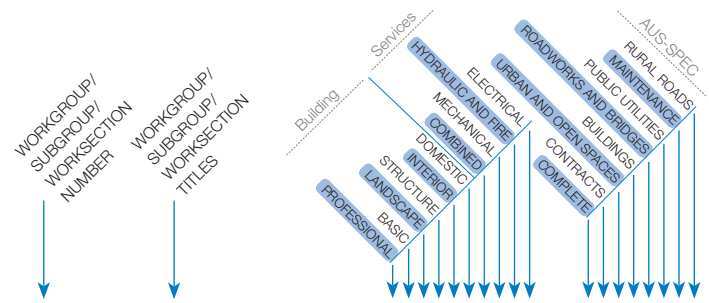 WORKGROUP/
SUBGROUP/
WORKSECTION
NUMBER
WORKGROUP/
SUBGROUP/
WORKSECTION
TITLES
Building
Services
PROFESSIONAL
BASIC
LANDSCAPE
STRUCTURE
INTERIOR
DOMESTIC
COMBINED
MECHANICAL
HYDRAULIC AND FIRE
ELECTRICAL
AUS-SPEC
COMPLETE
CONTRACTS
URBAN AND OPEN SPACES
BUILDINGS
ROADWORKS AND BRIDGES
PUBLIC UTILITIES
MAINTENANCE
RURAL ROADS